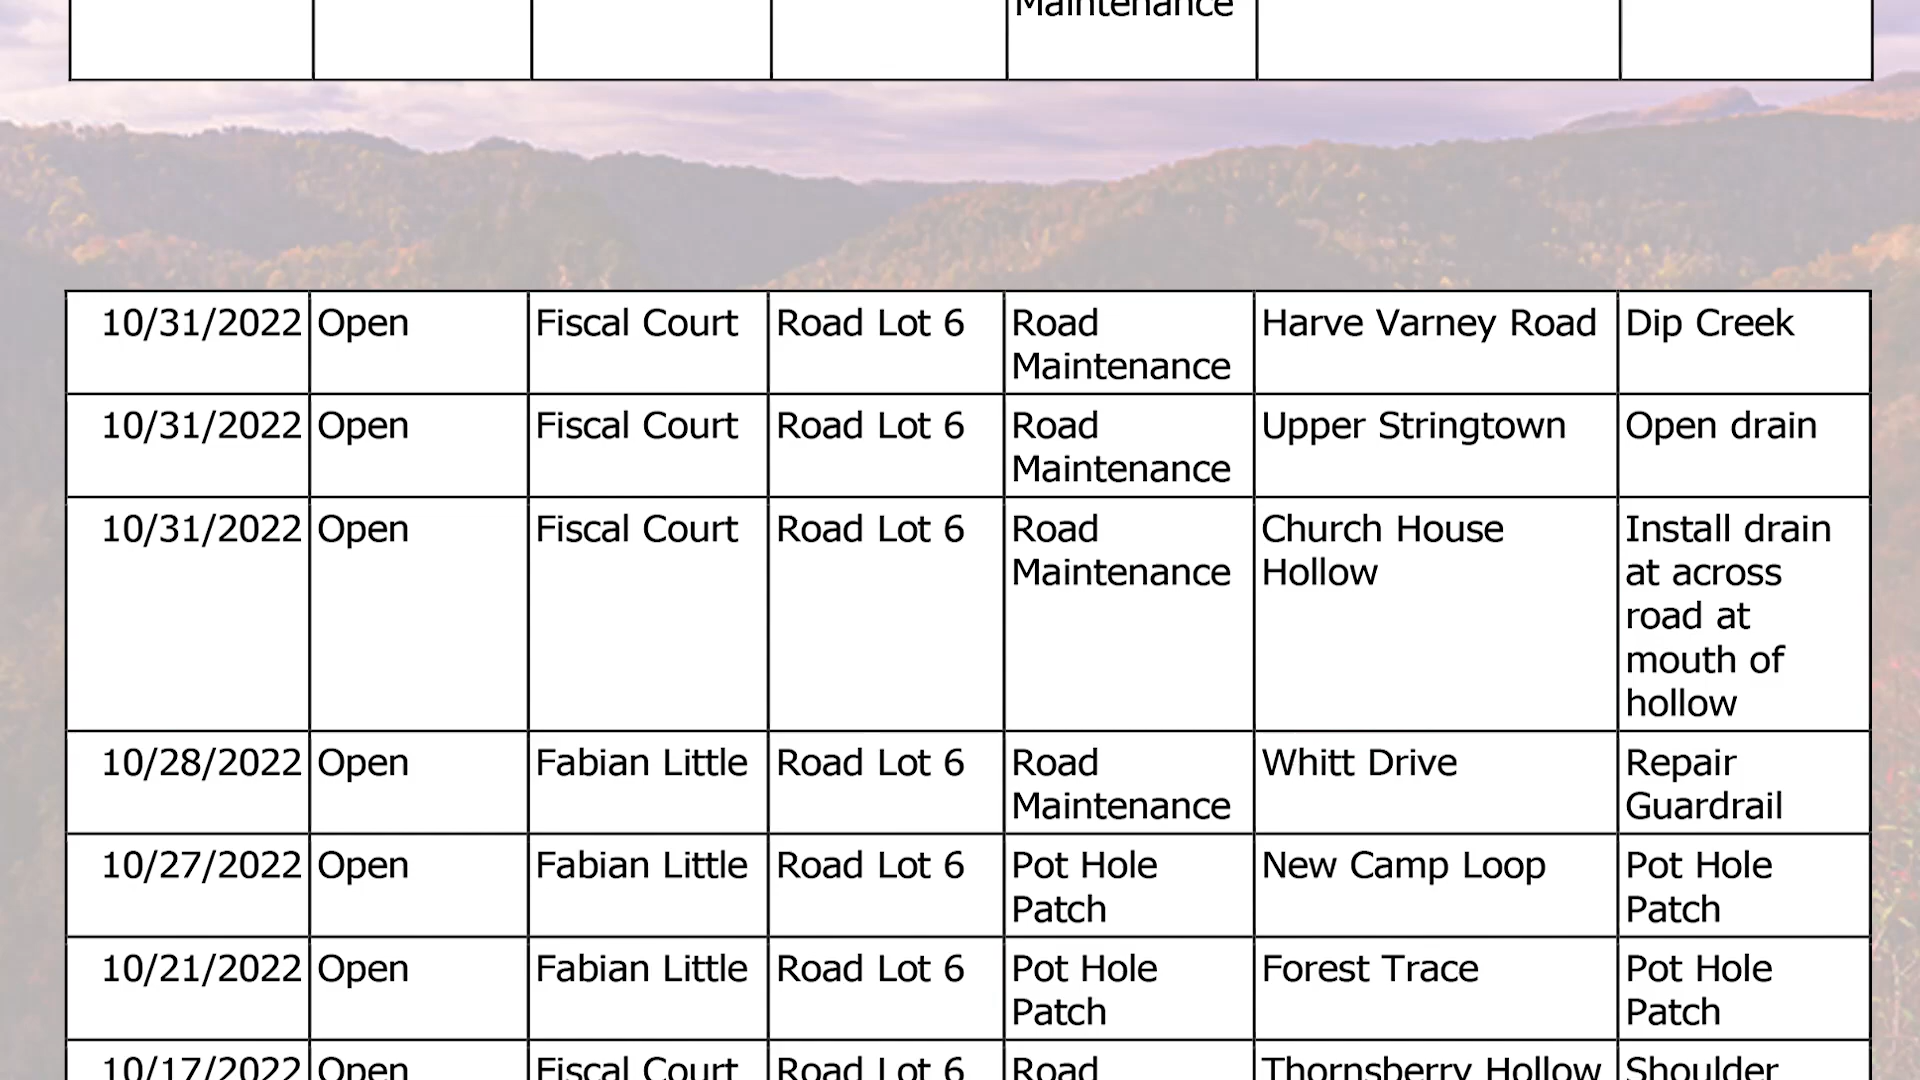 Maintenance
10/31/2022 Open Fiscal Court Road Lot 6 Road Harve Varney Road Dip Creek
Maintenance
10/31/2022 Open Fiscal Court Road Lot 6 Road Upper Stringtown Open drain
Maintenance
10/31/2022 Open Fiscal Court Road Lot 6 Road Church House Install drain
Maintenance Hollow at across
road at
mouth of
hollow
10/28/2022 Open Fabian Little Road Lot 6 Road Whitt Drive Repair
Maintenance Guardrail
10/27/2022 Open Fabian Little Road Lot 6 Pot Hole New Camp Loop Pot Hole
Patch Patch
10/21/2022 Open Fabian Little Road Lot 6 Pot Hole Forest Trace Pot Hole
Patch Patch
10/17/2022 Open Fiscal Court Road Lot 6 Road Thornsberry Hollow Shoulder